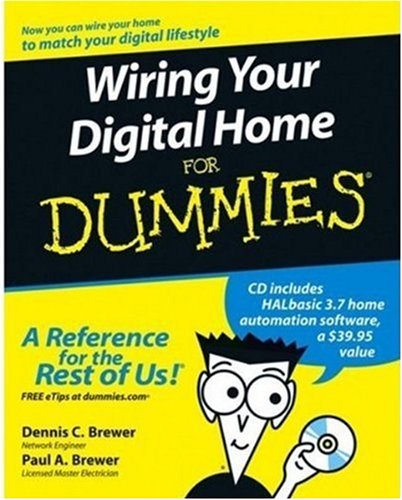 Now you can wire your home
to match your digital lifestyle
Wiring Your
Digital Home
FOR
DUMMIES®
CD includes
HALbasic 3.7 home
automation software,
a $39.95
value
A Reference
for the
Rest of Us!®
FREE eTips at dummies.com®
Dennis C. Brewer
Network Engineer
Paul A. Brewer
Licensed Master Electrician